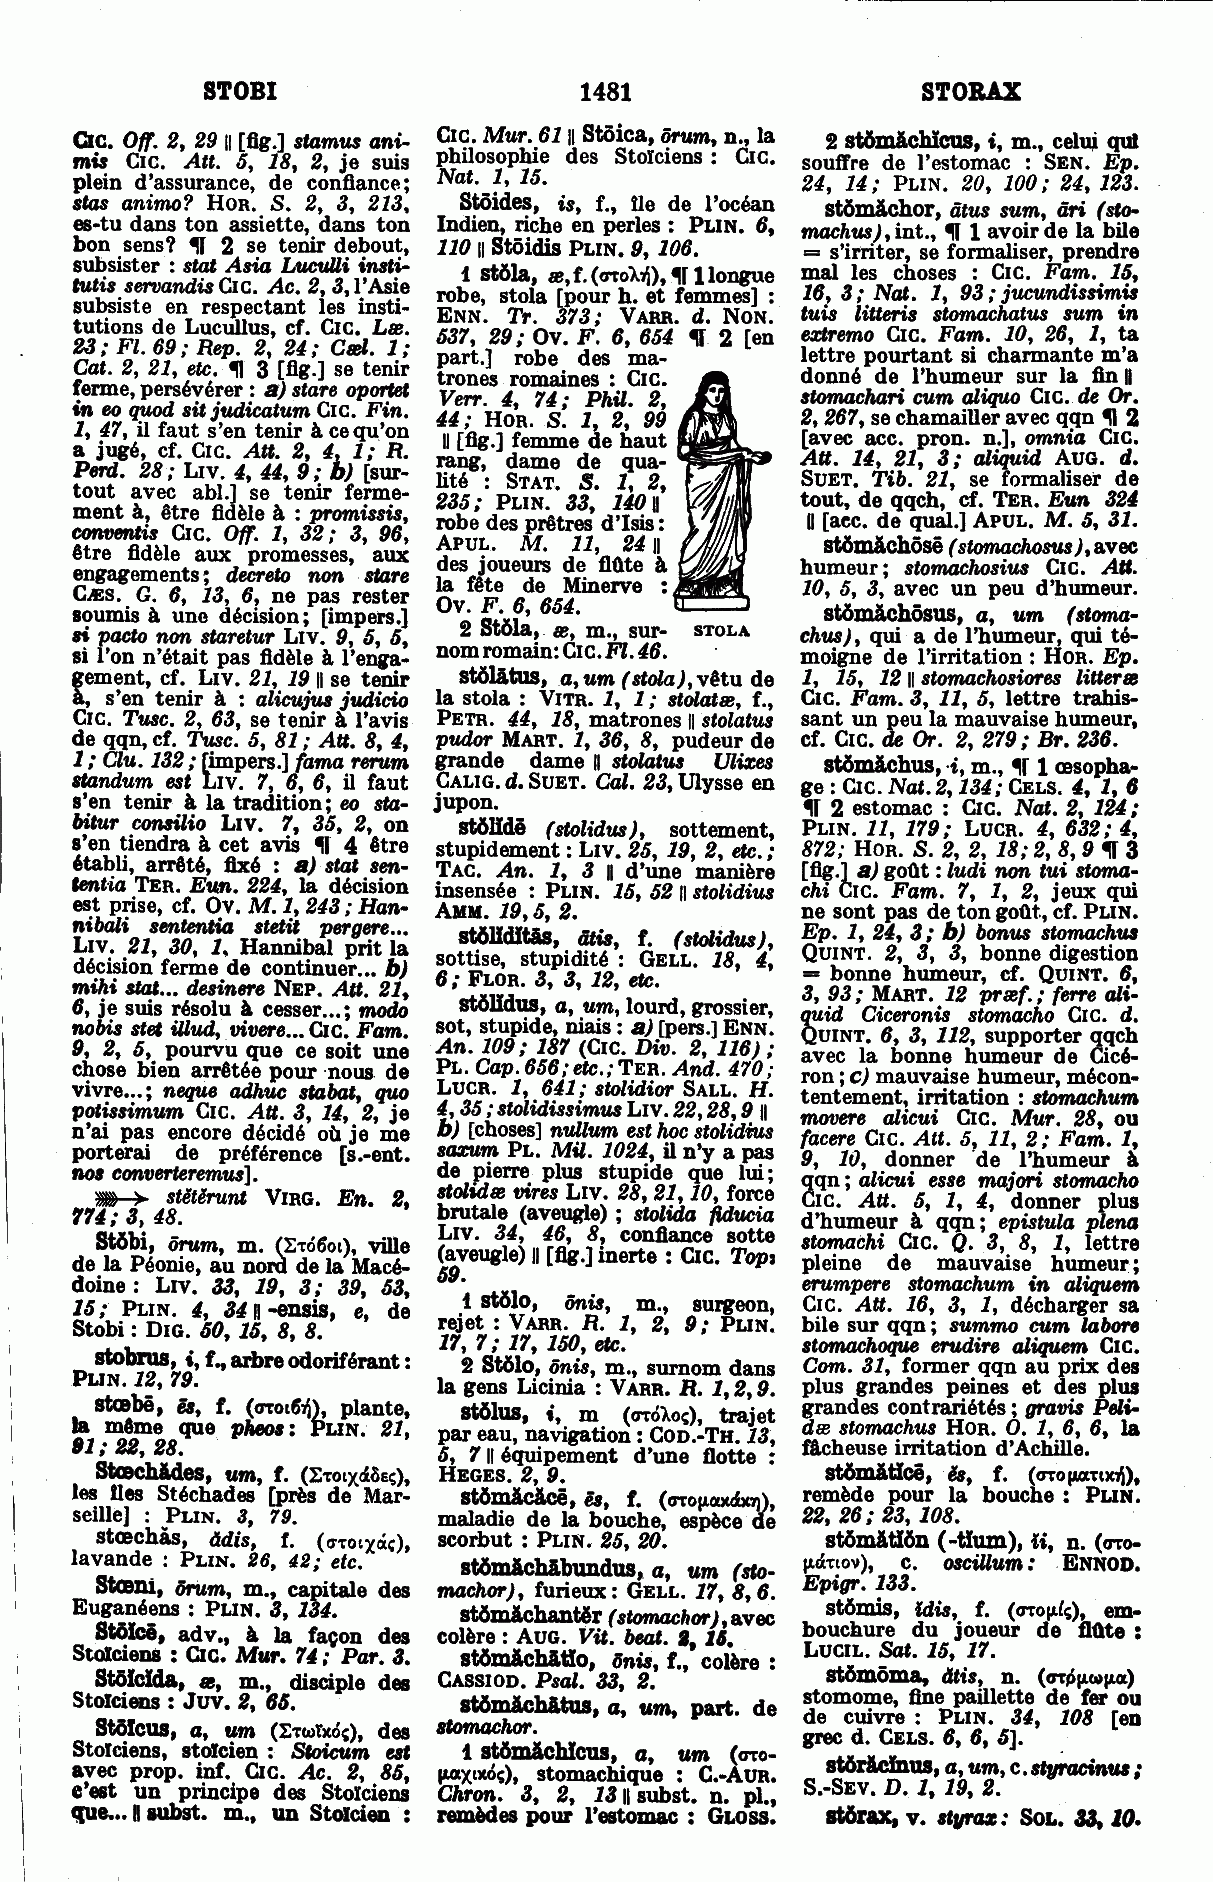 STOBI 1481 STORAX
CIC. Off. 2, 29 || [fig.] stamus ani-
mis CIC. Att. 5, 18, 2, je suis
plein d'assurance, de confiance;
stas animo? HOR. S. 2, 3, 213,
es-tu dans ton assiette, dans ton
bon sens? ¶ 2 se tenir debout,
subsister : stat Asia Luculli insti-
tutis servandis CIC. Ac. 2, 3, l'Asie
subsiste en respectant les insti-
tutions de Lucullus, cf. CIC. Læ.
23; Fl. 69; Rep. 2, 24; Cæl. 1;
Cat. 2, 21, etc. ¶ 3 [fig.] se tenir
ferme, persévérer : a) stare oportet
in eo quod sit judicatum CIC. Fin.
1, 47, il faut s'en tenir à ce qu'on
a jugé, cf. CIC. Att. 2, 4, 1; R.
Perd. 28; LIV. 4, 44, 9; b) [sur-
tout avec abl.] se tenir ferme-
ment à, être fidèle à : promissis,
conventis CIC. Off. 1, 32; 3, 96,
être fidèle aux promesses, aux
engagements; decreto non stare
CÆS. G. 6, 13, 6, ne pas rester
soumis à une décision; [impers.]
si pacto non staretur LIV. 9, 5, 5,
si l'on n'était pas fidèle à l'enga-
gement, cf. LIV. 21, 19 || se tenir
à, s'en tenir à : alicujus judicio
CIC. Tusc. 2, 63, se tenir à l'avis
de qqn, cf. Tusc. 5, 81; Att. 8, 4,
1; Clu. 132; [impers.] fama rerum
standum est LIV. 7, 6, 6, il faut
s'en tenir à la tradition; eo sta-
bitur consilio LIV. 7, 35, 2, on
s'en tiendra à cet avis ¶ 4 être
établi, arrêté, fixé : a) stat sen-
tentia TER. Eun. 224, la décision
est prise, cf. OV. M. 1, 243; Han-
nibali sententia stetit pergere...
LIV. 21, 30, 1, Hannibal prit la
décision ferme de continuer... b)
mihi stat... desinere NEP. Att. 21,
6, je suis résolu à cesser...; modo
nobis stet illud, vivere... CIC. Fam.
9, 2, 5, pourvu que ce soit une
chose bien arrêtée pour nous de
vivre...; neque adhuc stabat, quo
potissimum CIC. Att. 3, 14, 2, je
n'ai pas encore décidé où je me
porterai de préférence [s.-ent.
nos converteremus].
stĕtĕrunt VIRG. En. 2,
774; 3, 48.
Stŏbi, ōrum, m. (Στόϐοι), ville
de la Péonie, au nord de la Macé-
doine : LIV. 33, 19, 3; 39, 53,
15; PLIN. 4, 34 || -ensis, e, de
Stobi : DIG. 50, 15, 8, 8.
stobrus, i, f., arbre odoriférant :
PLIN. 12, 79.
stœbē, ēs, f. (στοιϐή), plante,
la même que pheos : PLIN. 21,
91; 22, 28.
Stœchădes, um, f. (Στοιχάδες),
les îles Stéchades [près de Mar-
seille] : PLIN. 3, 79.
stœchăs, ădis, f. (στοιχάς),
lavande : PLIN. 26, 42; etc.
Stœni, ōrum, m., capitale des
Euganéens : PLIN. 3, 134.
Stōĭcē, adv., à la façon des
Stoïciens : CIC. Mur. 74; Par. 3.
Stōĭcĭda, æ, m., disciple des
Stoïciens : JUV. 2, 65.
Stōĭcus, a, um (Στωϊκός), des
Stoïciens, stoïcien : Stoicum est
avec prop. inf. CIC. Ac. 2, 85,
c'est un principe des Stoïciens
que... || subst. m., un Stoïcien :
CIC. Mur. 61 || Stōica, ōrum, n., la
philosophie des Stoïciens : CIC.
Nat. 1, 15.
Stōides, is, f., île de l'océan
Indien, riche en perles : PLIN. 6,
110 || Stōidis PLIN. 9, 106.
1 stŏla, æ, f. (στολή), ¶ 1 longue
robe, stola [pour h. et femmes] :
ENN. Tr. 373; VARR. d. NON.
537, 29; OV. F. 6, 654 ¶ 2 [en
part.] robe des ma-
trones romaines : CIC.
Verr. 4, 74; Phil. 2,
44; HOR. S. 1, 2, 99
|| [fig.] femme de haut
rang, dame de qua-
lité : STAT. S. 1, 2,
235; PLIN. 33, 140 ||
robe des prêtres d'Isis :
APUL. M. 11, 24 ||
des joueurs de flûte à
la fête de Minerve :
OV. F. 6, 654.
STOLA
2 Stŏla, æ, m., sur-
nom romain : CIC. Fl. 46.
stŏlātus, a, um (stola), vêtu de
la stola : VITR. 1, 1; stolatæ, f.,
PETR. 44, 18, matrones || stolatus
pudor MART. 1, 36, 8, pudeur de
grande dame || stolatus Ulixes
CALIG. d. SUET. Cal. 23, Ulysse en
jupon.
stŏlĭdē (stolidus), sottement,
stupidement : LIV. 25, 19, 2, etc.;
TAC. An. 1, 3 || d'une manière
insensée : PLIN. 15, 52 || stolidius
AMM. 19, 5, 2.
stŏlĭdĭtās, ātis, f. (stolidus),
sottise, stupidité : GELL. 18, 4,
6; FLOR. 3, 3, 12, etc.
stŏlĭdus, a, um, lourd, grossier,
sot, stupide, niais : a) [pers.] ENN.
An. 109; 187 (CIC. Div. 2, 116);
PL. Cap. 656; etc.; TER. And. 470;
LUCR. 1, 641; stolidior SALL. H.
4, 35; stolidissimus LIV. 22, 28, 9 ||
b) [choses] nullum est hoc stolidius
saxum PL. Mil. 1024, il n'y a pas
de pierre plus stupide que lui;
stolidæ vires LIV. 28, 21, 10, force
brutale (aveugle) ; stolida fiducia
LIV. 34, 46, 8, confiance sotte
(aveugle) || [fig.] inerte : CIC. Top;
59.
1 stŏlo, ōnis, m., surgeon,
rejet : VARR. R. 1, 2, 9; PLIN.
17, 7; 17, 150, etc.
2 Stŏlo, ōnis, m., surnom dans
la gens Licinia : VARR. R. 1, 2, 9.
stŏlus, i, m (στόλος), trajet
par eau, navigation : COD.-TH. 13,
5, 7 || équipement d'une flotte :
HEGES. 2, 9.
stŏmăcăcē, ēs, f. (στομακάκη),
maladie de la bouche, espèce de
scorbut : PLIN. 25, 20.
stŏmăchābundus, a, um (sto-
machor), furieux : GELL. 17, 8, 6.
stŏmăchantĕr (stomachor), avec
colère : AUG. Vit. beat. 2, 15.
stŏmăchātĭo, ōnis, f., colère :
CASSIOD. Psal. 33, 2.
stŏmăchātus, a, um, part. de
stomachor.
1 stŏmăchĭcus, a, um (στο-
μαχικός), stomachique : C.-AUR.
Chron. 3, 2, 13 || subst. n. pl.,
remèdes pour l'estomac : GLOSS.
2 stŏmăchĭcus, i, m., celui qui
souffre de l'estomac : SEN. Ep.
24, 14; PLIN. 20, 100; 24, 123.
stŏmăchor, ātus sum, āri (sto-
machus), int., ¶ 1 avoir de la bile
= s'irriter, se formaliser, prendre
mal les choses : CIC. Fam. 15,
16, 3; Nat. 1, 93; jucundissimis
tuis litteris stomachatus sum in
extremo CIC. Fam. 10, 26, 1, ta
lettre pourtant si charmante m'a
donné de l'humeur sur la fin ||
stomachari cum aliquo CIC. de Or.
2, 267, se chamailler avec qqn ¶ 2
[avec acc. pron. n.], omnia CIC.
Att. 14, 21, 3; aliquid AUG. d.
SUET. Tib. 21, se formaliser de
tout, de qqch, cf. TER. Eun 324
|| [acc. de qual.] APUL. M. 5, 31.
stŏmăchōsē (stomachosus), avec
humeur; stomachosius CIC. Att.
10, 5, 3, avec un peu d'humeur.
stŏmăchōsus, a, um (stoma-
chus), qui a de l'humeur, qui té-
moigne de l'irritation : HOR. Ep.
1, 15, 12 || stomachosiores litteræ
CIC. Fam. 3, 11, 5, lettre trahis-
sant un peu la mauvaise humeur,
cf. CIC. de Or. 2, 279; Br. 236.
stŏmăchus, i, m., ¶ 1 œsopha-
ge : CIC. Nat. 2, 134; CELS. 4, 1, 6
¶ 2 estomac : CIC. Nat. 2, 124;
PLIN. 11, 179; LUCR. 4, 632; 4,
872; HOR. S. 2, 2, 18; 2, 8, 9 ¶ 3
[fig.] a) goût : ludi non tui stoma-
chi CIC. Fam. 7, 1, 2, jeux qui
ne sont pas de ton goût, cf. PLIN.
Ep. 1, 24, 3; b) bonus stomachus
QUINT. 2, 3, 3, bonne digestion
= bonne humeur, cf. QUINT. 6,
3, 93; MART. 12 præf.; ferre ali-
quid Ciceronis stomacho CIC. d.
QUINT. 6, 3, 112, supporter qqch
avec la bonne humeur de Cicé-
ron; c) mauvaise humeur, mécon-
tentement, irritation : stomachum
movere alicui CIC. Mur. 28, ou
facere CIC. Att. 5, 11, 2; Fam. 1,
9, 10, donner de l'humeur à
qqn; alicui esse majori stomacho
CIC. Att. 5, 1, 4, donner plus
d'humeur à qqn; epistula plena
stomachi CIC. Q. 3, 8, 1, lettre
pleine de mauvaise humeur;
erumpere stomachum in aliquem
CIC. Att. 16, 3, 1, décharger sa
bile sur qqn; summo cum labore
stomachoque erudire aliquem CIC.
Com. 31, former qqn au prix des
plus grandes peines et des plus
grandes contrariétés; gravis Peli-
dæ stomachus HOR. O. 1, 6, 6, la
fâcheuse irritation d'Achille.
stŏmătĭcē, ēs, f. (στοματική),
remède pour la bouche : PLIN.
22, 26; 23, 108.
stŏmătĭŏn (-tĭum), ĭi, n. (στο-
μάτιον), c. oscillum : ENNOD.
Epigr. 133.
stŏmis, ĭdis, f. (στομίς), em-
bouchure du joueur de flûte :
LUCIL. Sat. 15, 17.
stŏmōma, ătis, n. (στόμωμα)
stomome, fine paillette de fer ou
de cuivre : PLIN. 34, 108 [en
grec d. CELS. 6, 6, 5].
stŏrăcĭnus, a, um, c. styracinus;
S.-SEV. D. 1, 19, 2.
stŏrax, v. styrax : SOL. 33, 10.